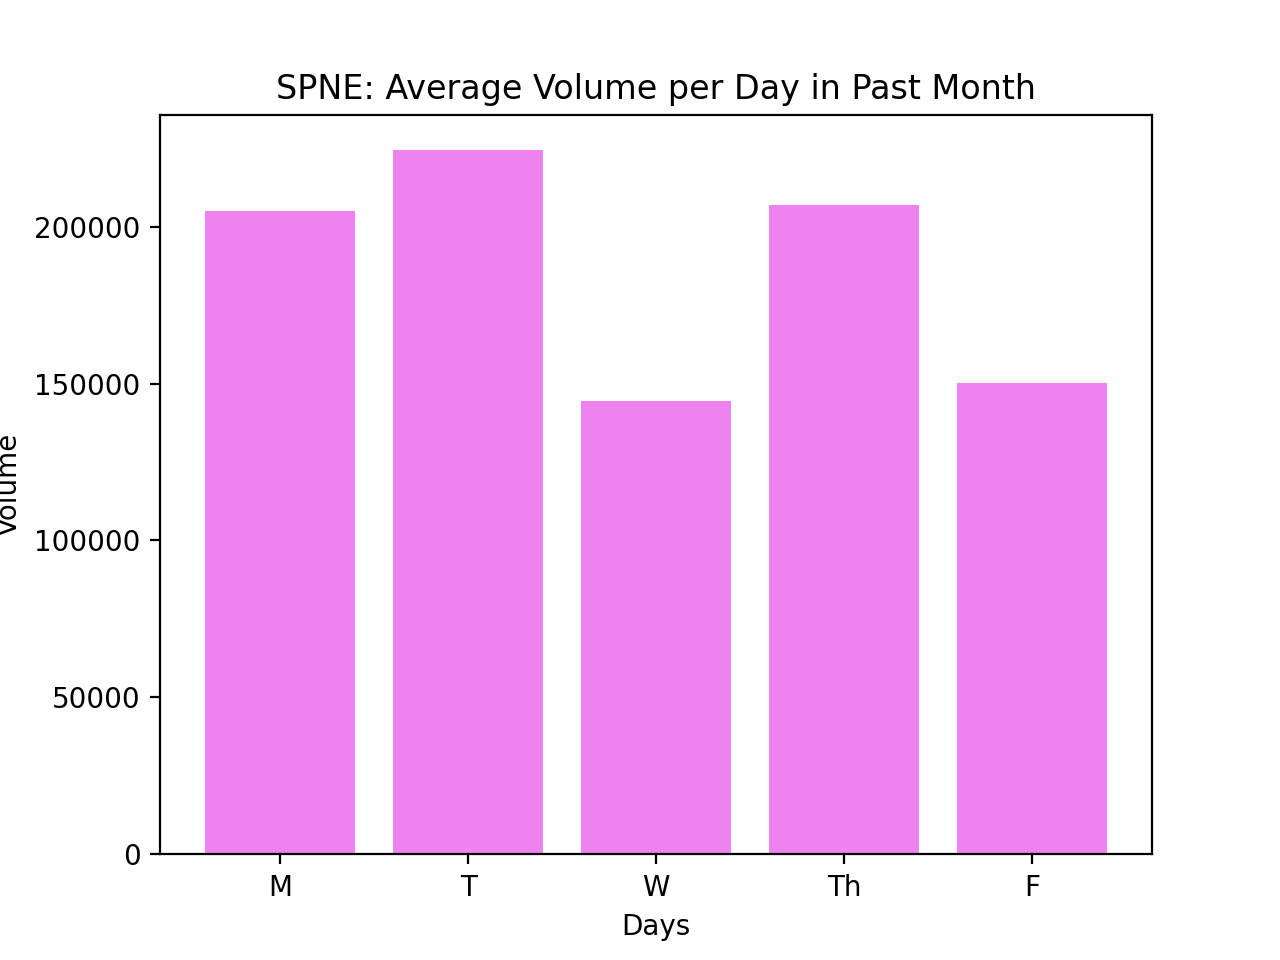 SPNE: Average Volume per Day in Past Month
200000
150000
100000
50000
0
Volume
M T W Th F
Days